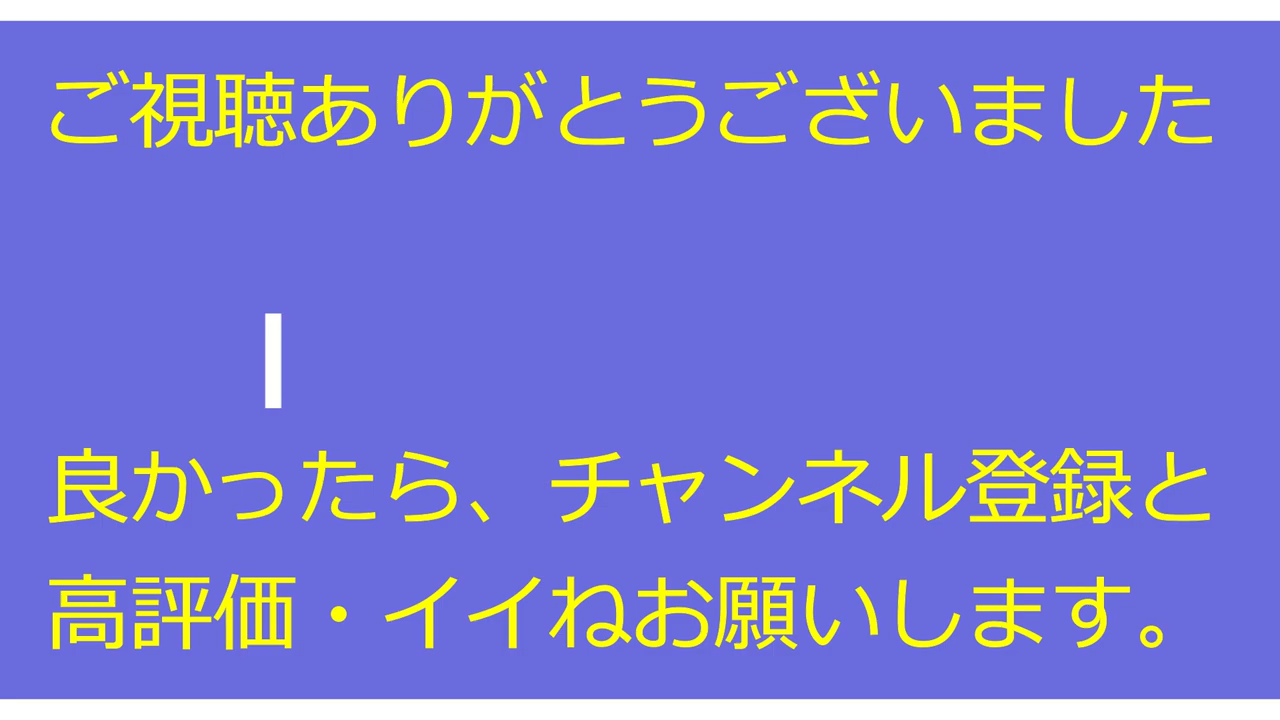 ご視聴ありがとうございました
良かったら、チャンネル登録と
高評価・イイねお願いします。